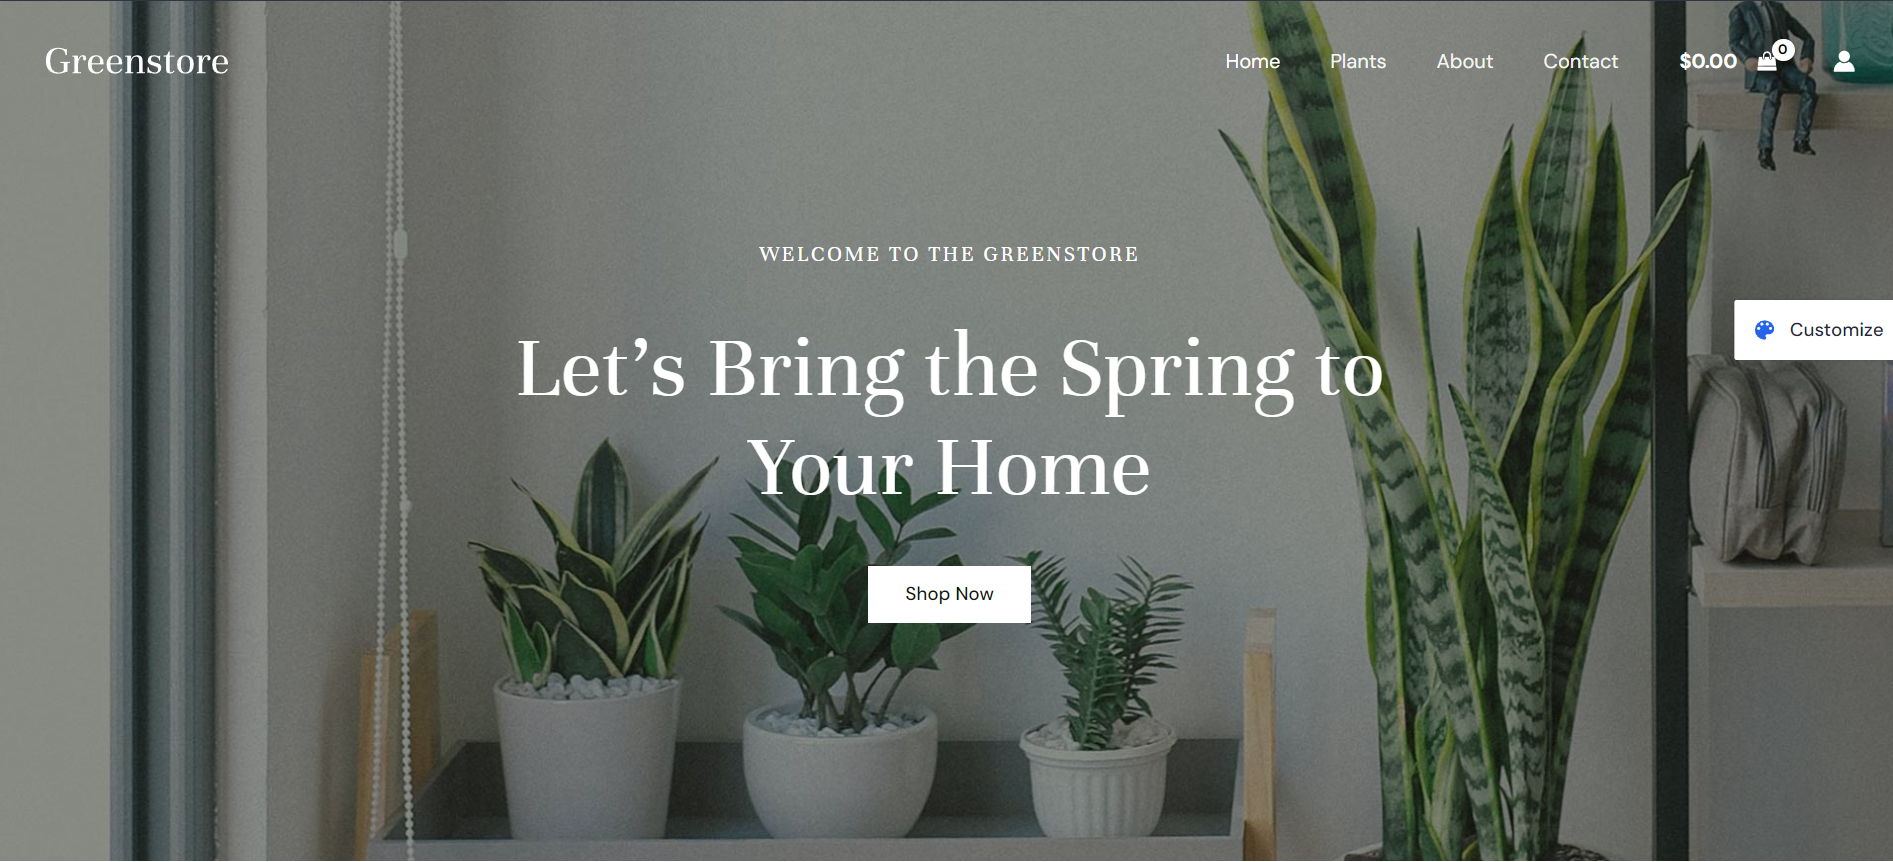 Greenstore
Home Plants About Contact $0.00 0
WELCOME TO THE GREENSTORE
Customize
Let’s Bring the Spring to
Your Home
Shop Now